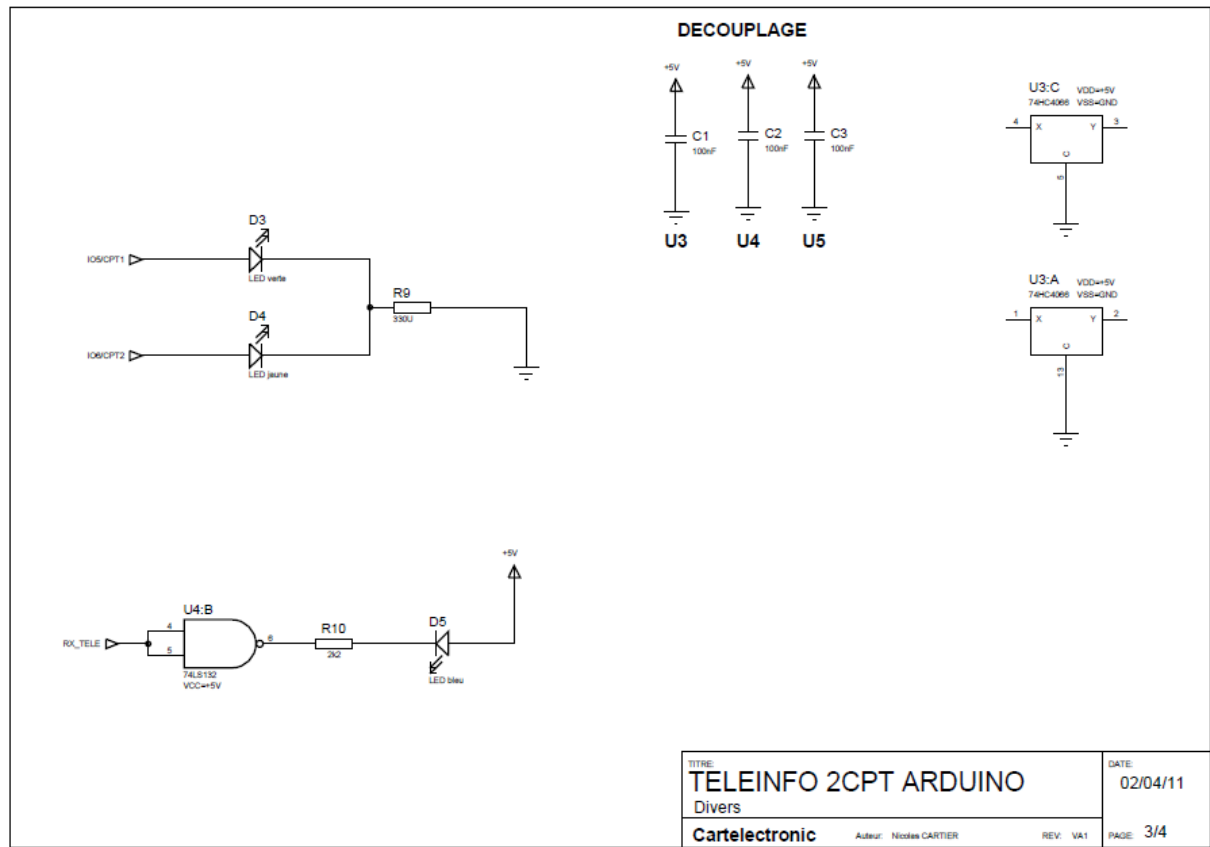 DECOUPLAGE
+5V
+5V
+5V
C1
100nF
C2
100nF
C3
100nF
U3
U4
U5
U3:C
VDD=+5V
74HC4066
VSS=GND
4
X
Y
3
C
5
U3:A
VDD=+5V
74HC4066
VSS=GND
1
X
Y
2
C
13
D3
IO5/CPT1
LED verte
R9
330U
D4
IO6/CPT2
LED jaune
+5V
U4:B
RX_TELE
4
5
6
74LS132
VCC=+5V
R10
2k2
D5
LED bleu
TITRE:
TELEINFO 2CPT ARDUINO
Divers
DATE:
02/04/11
Cartelectronic
Auteur: Nicolas CARTIER
REV: VA1
PAGE: 3/4